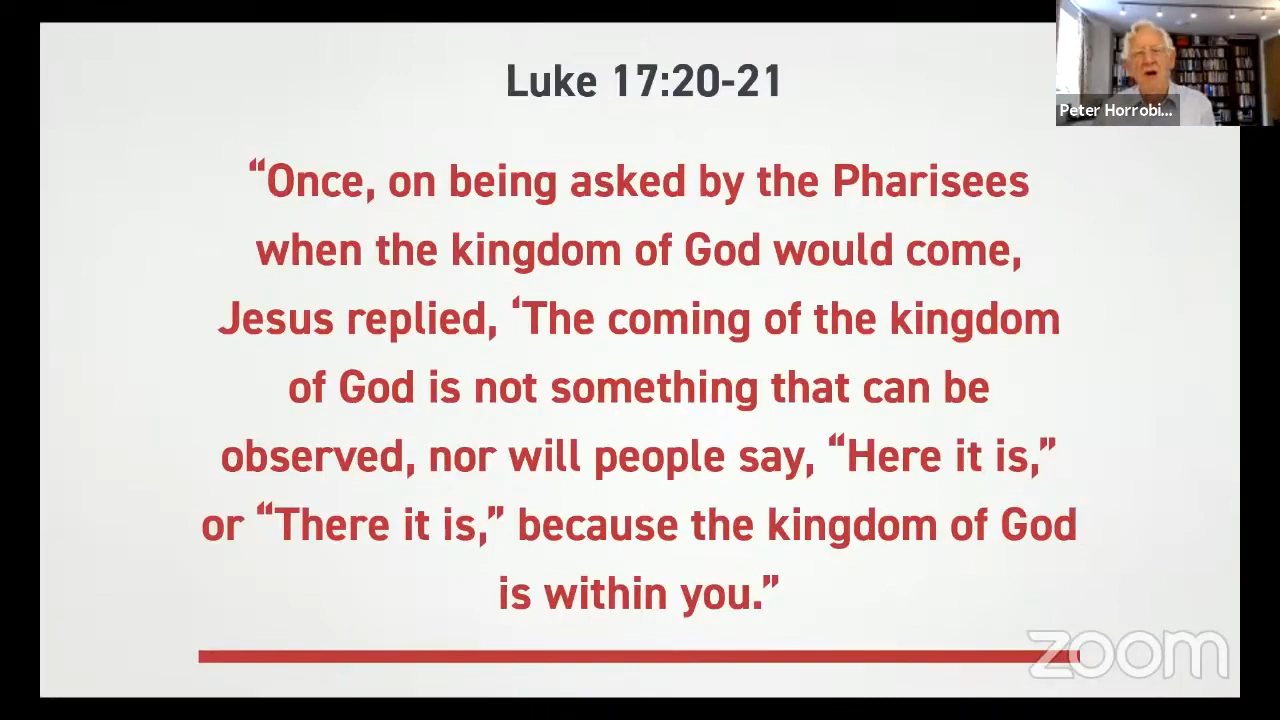 Luke 17:20-21
Peter Horrobi...
“Once, on being asked by the Pharisees
when the kingdom of God would come,
Jesus replied, ‘The coming of the kingdom
of God is not something that can be
observed, nor will people say, “Here it is,”
or “There it is,” because the kingdom of God
is within you.”
zoom